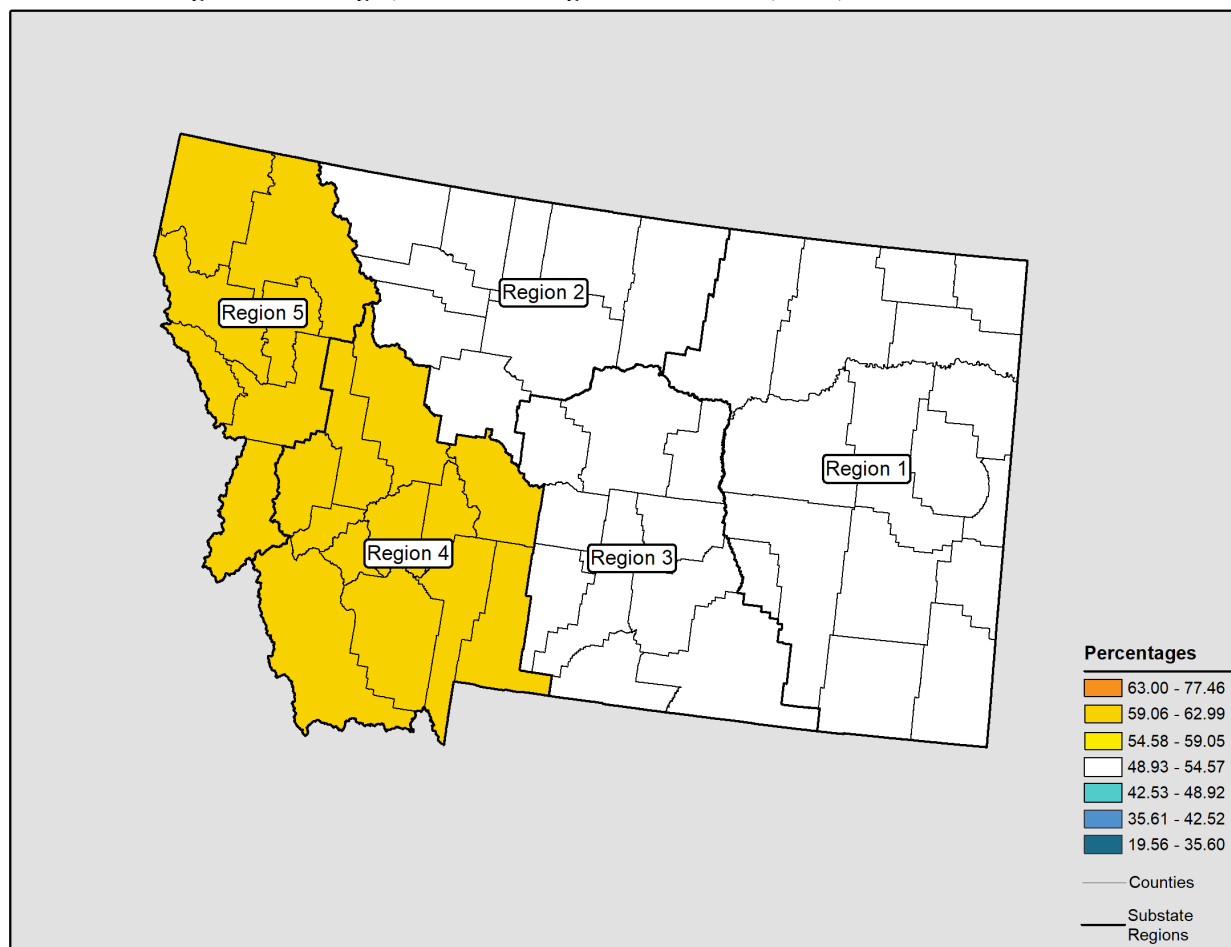 Region 2
Region 5
Region 1
Region 4
Region 3
Percentages
63.00 - 77.46
59.06 - 62.99
54.58 - 59.05
48.93 - 54.57
42.53 - 48.92
35.61 - 42.52
19.56 - 35.60
Counties
Substate
Regions